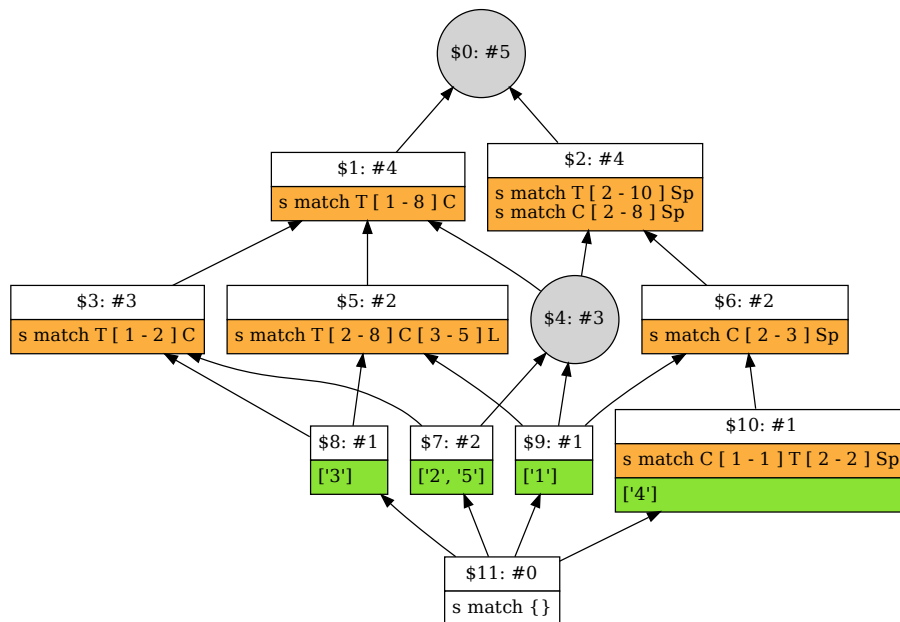 $0: #5
$1: #4
s match T [ 1 - 8 ] C
$2: #4
s match T [ 2 - 10 ] Sp
s match C [ 2 - 8 ] Sp
$3: #3
s match T [ 1 - 2 ] C
$5: #2
s match T [ 2 - 8 ] C [ 3 - 5 ] L
$4: #3
$6: #2
s match C [ 2 - 3 ] Sp
$8: #1
['3']
$7: #2
['2', '5']
$9: #1
['1']
$10: #1
s match C [ 1 - 1 ] T [ 2 - 2 ] Sp
['4']
$11: #0
s match {}